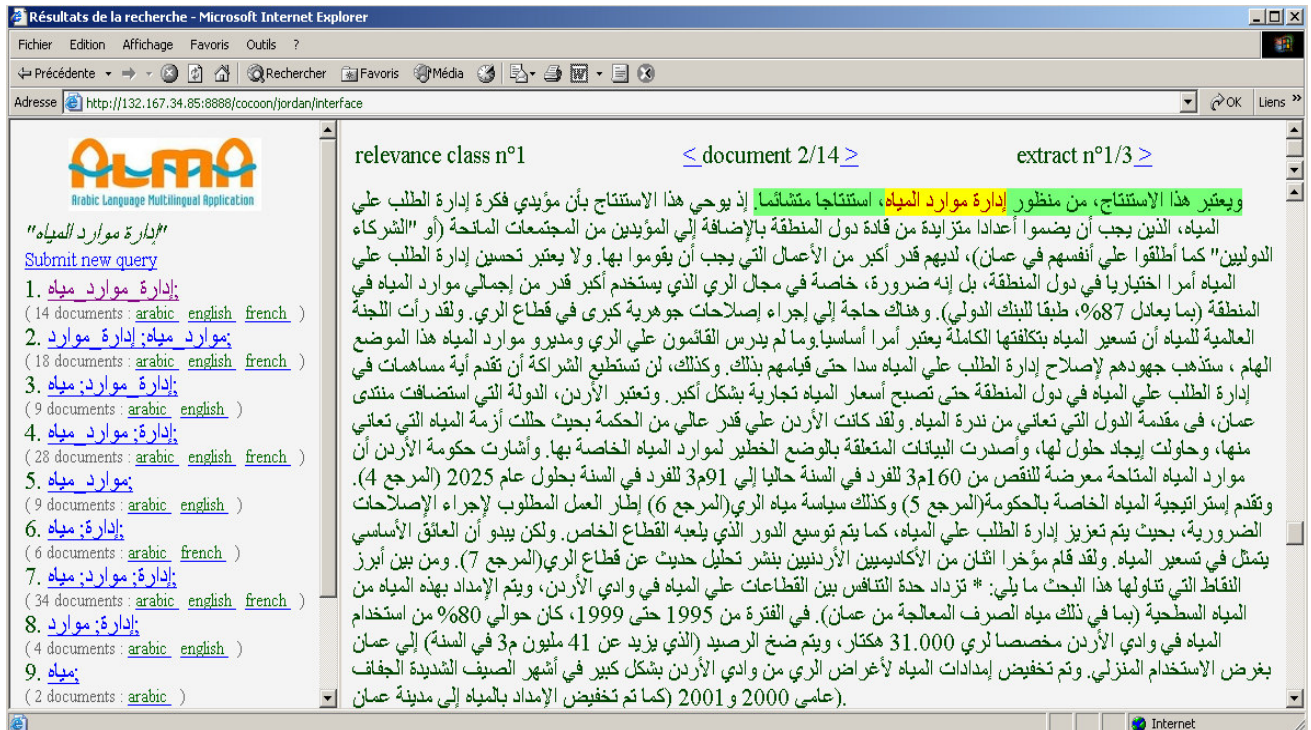 Résultats de la recherche - Microsoft Internet Explorer
Fichier Edition Affichage Favoris Outils ?
Précédente Rechercher Favoris Média
Adresse http://132.167.34.85:8888/cocoon/jordan/interface OK Liens »
ALMA
Arabic Language Multilingual Application
"إدارة موارد المياه"
Submit new query
1. إدارة_موارد_مياه;
( 14 documents : arabic english french )
2. موارد_مياه; إدارة_موارد;
( 18 documents : arabic english french )
3. إدارة_موارد; مياه;
( 9 documents : arabic english )
4. إدارة; موارد_مياه;
( 28 documents : arabic english french )
5. موارد_مياه;
( 9 documents : arabic english )
6. إدارة; مياه;
( 6 documents : arabic french )
7. إدارة; موارد; مياه;
( 34 documents : arabic english french )
8. إدارة; موارد;
( 4 documents : arabic english )
9. مياه;
( 2 documents : arabic )
relevance class n°1 < document 2/14 > extract n°1/3 >
ويعتبر هذا الاستنتاج، من منظور إدارة موارد المياه، استنتاجا متشائما. إذ يوحي هذا الاستنتاج بأن مؤيدي فكرة إدارة الطلب علي
المياه، الذين يجب أن يضموا أعدادا متزايدة من قادة دول المنطقة بالإضافة إلي المؤيدين من المجتمعات المانحة (أو "الشركاء
الدوليين" كما أطلقوا علي أنفسهم في عمان)، لديهم قدر أكبر من الأعمال التي يجب أن يقوموا بها. ولا يعتبر تحسين إدارة الطلب علي
المياه أمرا اختياريا في دول المنطقة، بل إنه ضرورة، خاصة في مجال الري الذي يستخدم أكبر قدر من إجمالي موارد المياه في
المنطقة (بما يعادل 87%، طبقا للبنك الدولي). وهناك حاجة إلي إجراء إصلاحات جوهرية كبرى في قطاع الري. ولقد رأت اللجنة
العالمية للمياه أن تسعير المياه بتكلفتها الكاملة يعتبر أمرا أساسيا.وما لم يدرس القائمون علي الري ومديرو موارد المياه هذا الموضع
الهام ، ستذهب جهودهم لإصلاح إدارة الطلب علي المياه سدا حتى قيامهم بذلك. وكذلك، لن تستطيع الشراكة أن تقدم أية مساهمات في
إدارة الطلب علي المياه في دول المنطقة حتى تصبح أسعار المياه تجارية بشكل أكبر. وتعتبر الأردن، الدولة التي استضافت منتدى
عمان، فى مقدمة الدول التي تعاني من ندرة المياه. ولقد كانت الأردن علي قدر عالي من الحكمة بحيث حللت أزمة المياه التي تعاني
منها، وحاولت إيجاد حلول لها، وأصدرت البيانات المتعلقة بالوضع الخطير لموارد المياه الخاصة بها. وأشارت حكومة الأردن أن
موارد المياه المتاحة معرضة للنقص من 160م3 للفرد في السنة حاليا إلي 91م3 للفرد في السنة بحلول عام 2025 (المرجع 4).
وتقدم إستراتيجية المياه الخاصة بالحكومة(المرجع 5) وكذلك سياسة مياه الري(المرجع 6) إطار العمل المطلوب لإجراء الإصلاحات
الضرورية، بحيث يتم تعزيز إدارة الطلب علي المياه، كما يتم توسيع الدور الذي يلعبه القطاع الخاص. ولكن يبدو أن العائق الأساسي
يتمثل في تسعير المياه. ولقد قام مؤخرا اثنان من الأكاديميين الأردنيين بنشر تحليل حديث عن قطاع الري(المرجع 7). ومن بين أبرز
النقاط التي تناولها هذا البحث ما يلي: * تزداد حدة التنافس بين القطاعات علي المياه في وادي الأردن، ويتم الإمداد بهذه المياه من
المياه السطحية (بما في ذلك مياه الصرف المعالجة من عمان). في الفترة من 1995 حتى 1999، كان حوالي 80% من استخدام
المياه في وادي الأردن مخصصا لري 31.000 هكتار، ويتم ضخ الرصيد (الذي يزيد عن 41 مليون م3 في السنة) إلي عمان
بغرض الاستخدام المنزلي. وتم تخفيض إمدادات المياه لأغراض الري من وادي الأردن بشكل كبير في أشهر الصيف الشديدة الجفاف
(عامى 2000 و 2001 (كما تم تخفيض الإمداد بالمياه إلى مدينة عمان.
Internet